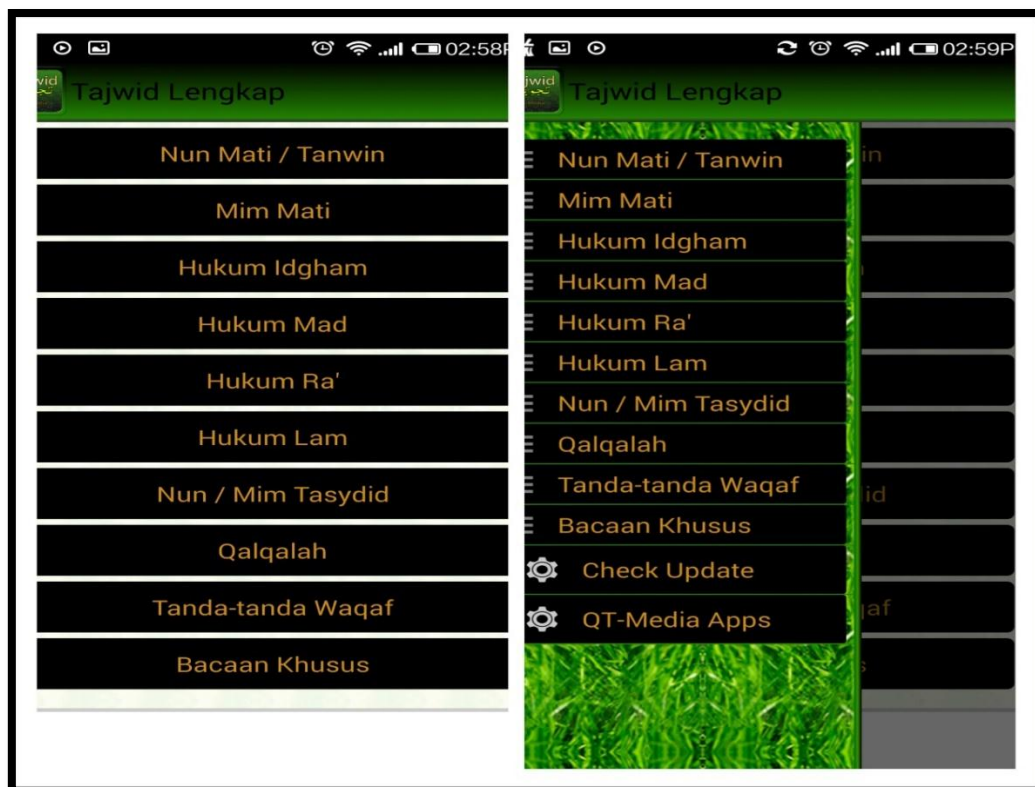 02:58P
Tajwid Lengkap
Nun Mati / Tanwin
Mim Mati
Hukum Idgham
Hukum Mad
Hukum Ra'
Hukum Lam
Nun / Mim Tasydid
Qalqalah
Tanda-tanda Waqaf
Bacaan Khusus
02:59P
Tajwid Lengkap
Nun Mati / Tanwin
Mim Mati
Hukum Idgham
Hukum Mad
Hukum Ra'
Hukum Lam
Nun / Mim Tasydid
Qalqalah
Tanda-tanda Waqaf
Bacaan Khusus
Check Update
QT-Media Apps